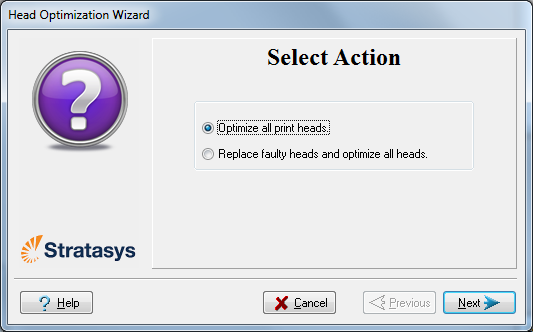 Head Optimization Wizard
Select Action
?
Optimize all print heads.
Replace faulty heads and optimize all heads.
Stratasys
? Help
Cancel
Previous
Next